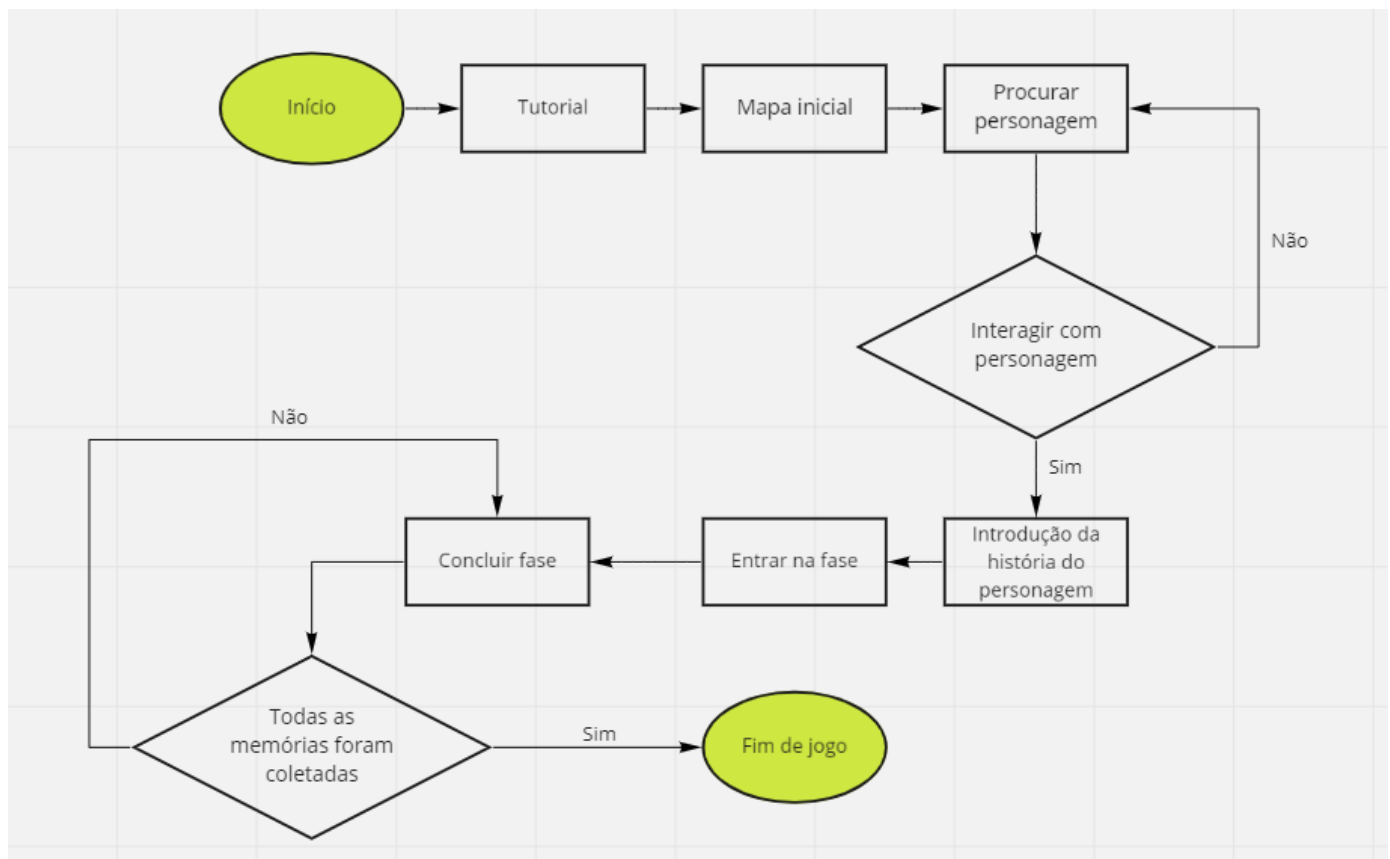 Início
Tutorial
Mapa inicial
Procurar
personagem
Não
Interagir com
personagem
Sim
Introdução da
história do
personagem
Entrar na fase
Concluir fase
Não
Todas as
memórias foram
coletadas
Sim
Fim de jogo